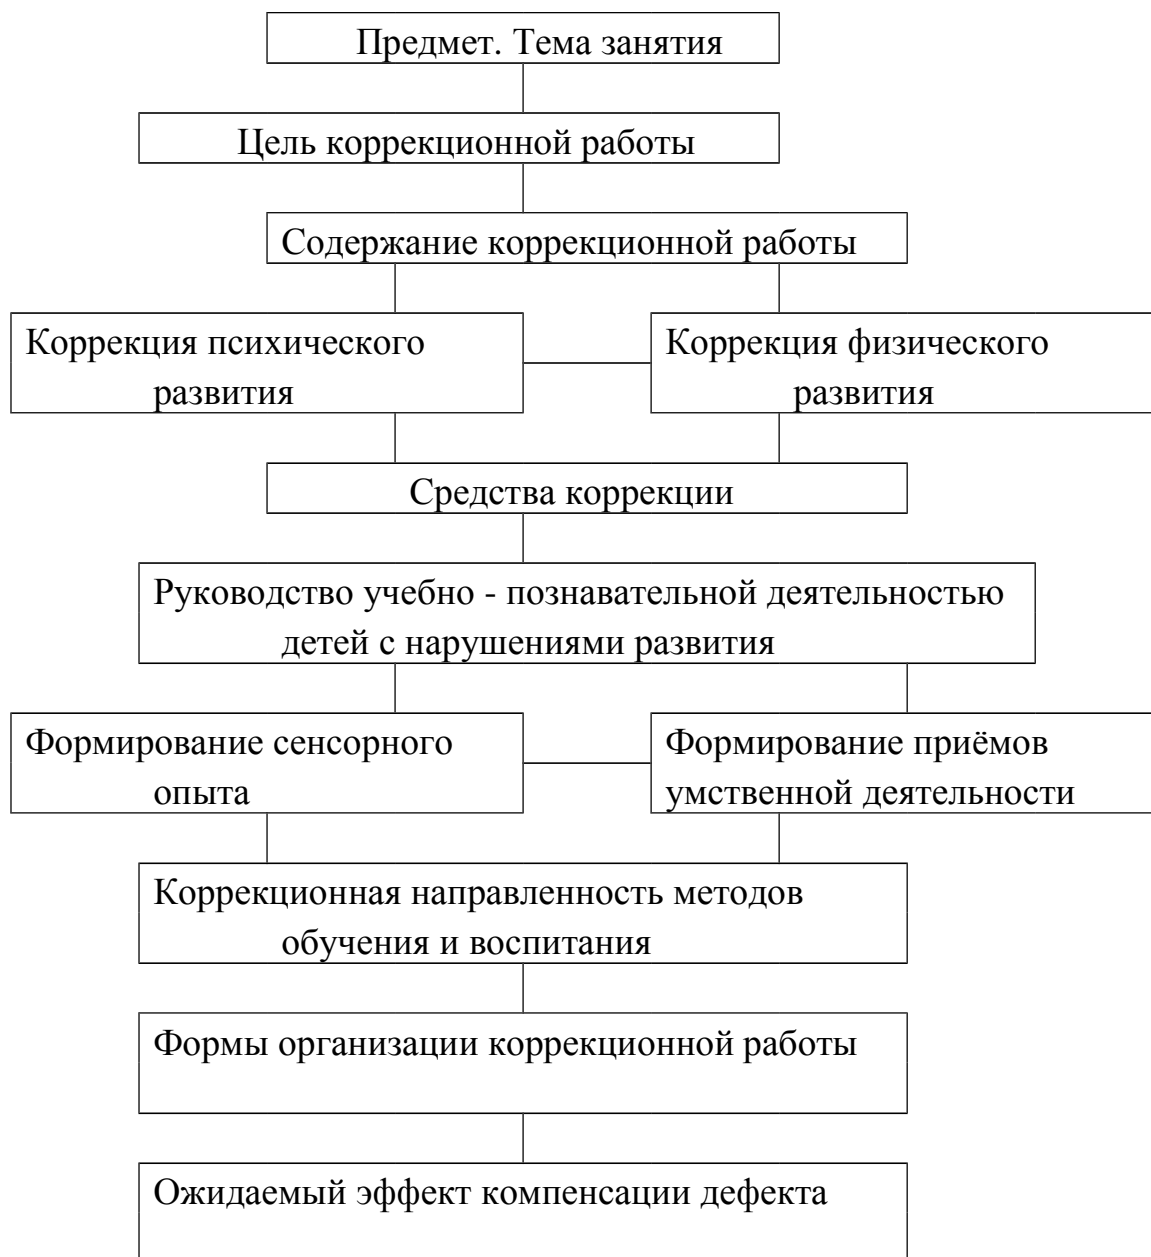 Предмет. Тема занятия
Цель коррекционной работы
Содержание коррекционной работы
Коррекция психического
развития
Коррекция физического
развития
Средства коррекции
Руководство учебно - познавательной деятельностью
детей с нарушениями развития
Формирование сенсорного
опыта
Формирование приёмов
умственной деятельности
Коррекционная направленность методов
обучения и воспитания
Формы организации коррекционной работы
Ожидаемый эффект компенсации дефекта